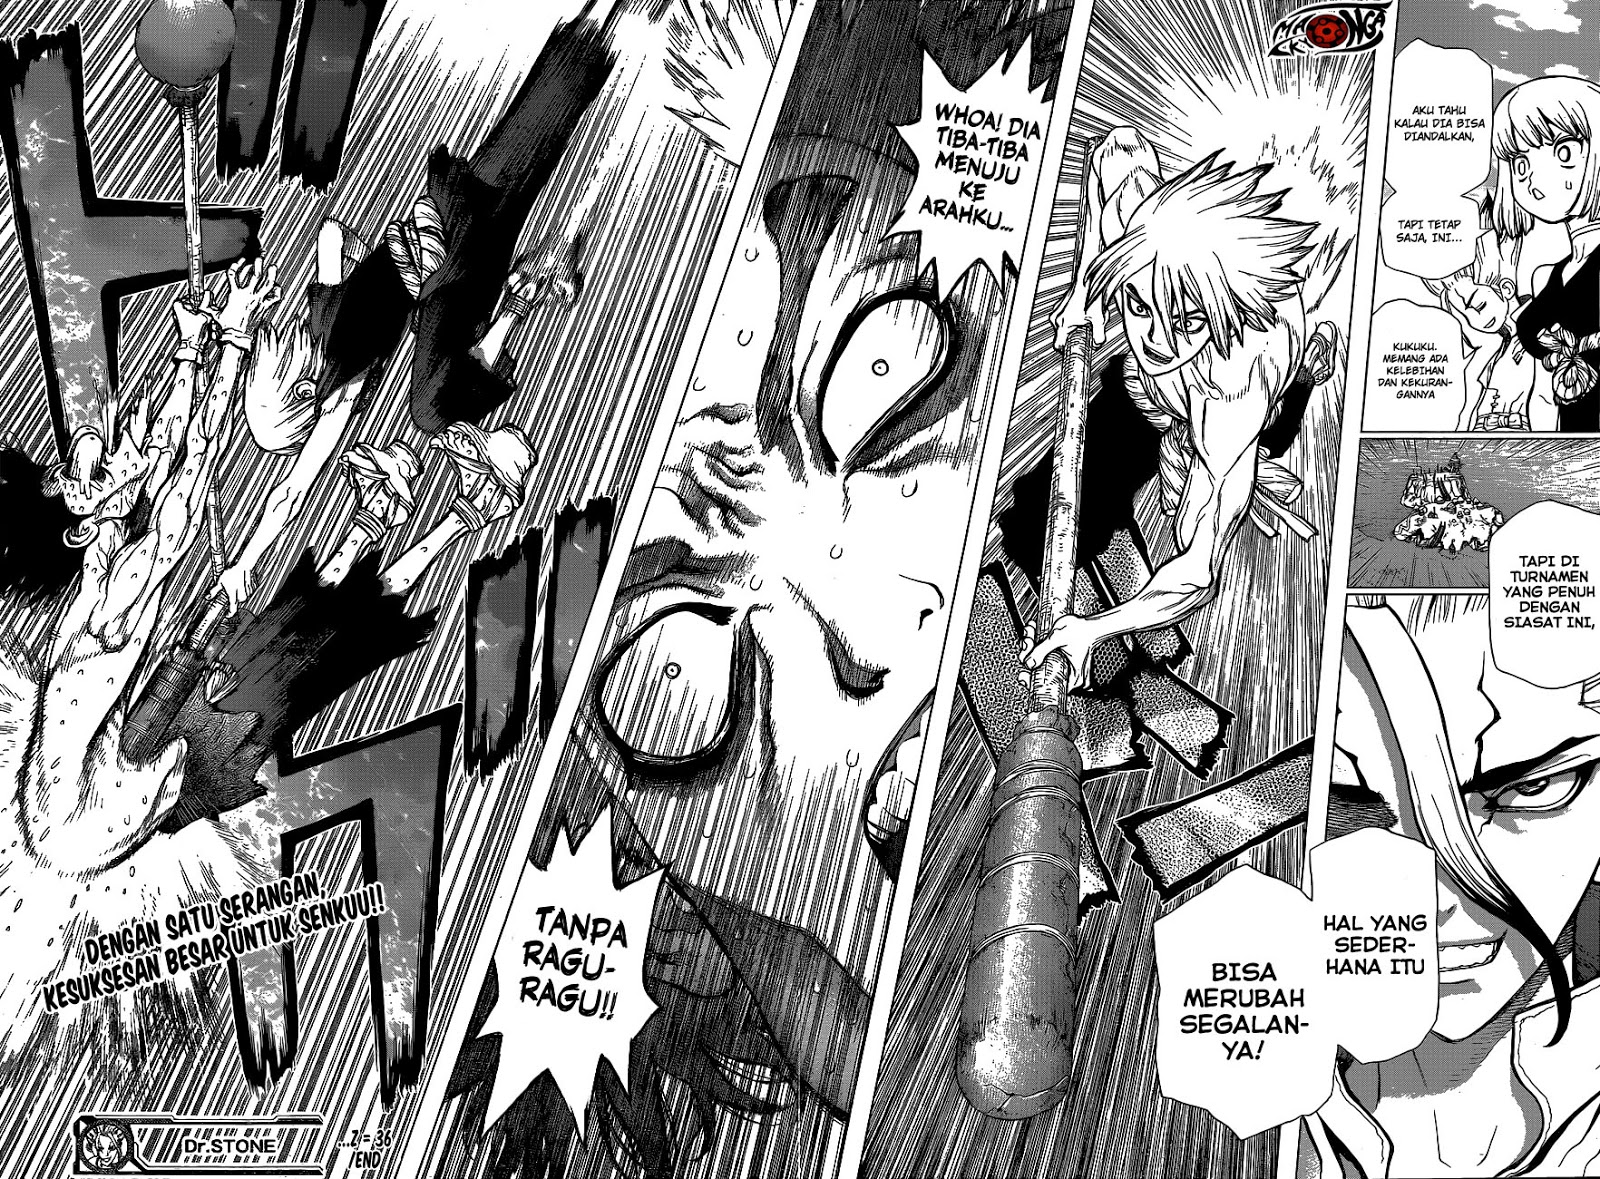 AKU TAHU
KALAU DIA BISA
DIANDALKAN,
TAPI TETAP
SAJA, INI...
KUKUKU.
MEMANG ADA
KELEBIHAN
DAN KEKURAN-
GANNYA
TAPI DI
TURNAMEN
YANG PENUH
DENGAN
SIASAT INI,
HAL YANG
SEDER-
HANA ITU
BISA
MERUBAH
SEGALAN-
YA!
WHOA! DIA
TIBA-TIBA
MENUJU
KE
ARAHKU...
TANPA
RAGU-
RAGU!!
DENGAN SATU SERANGAN,
KESUKSESAN BESAR UNTUK SENKUU!!
Dr.STONE
...Z = 36
/END